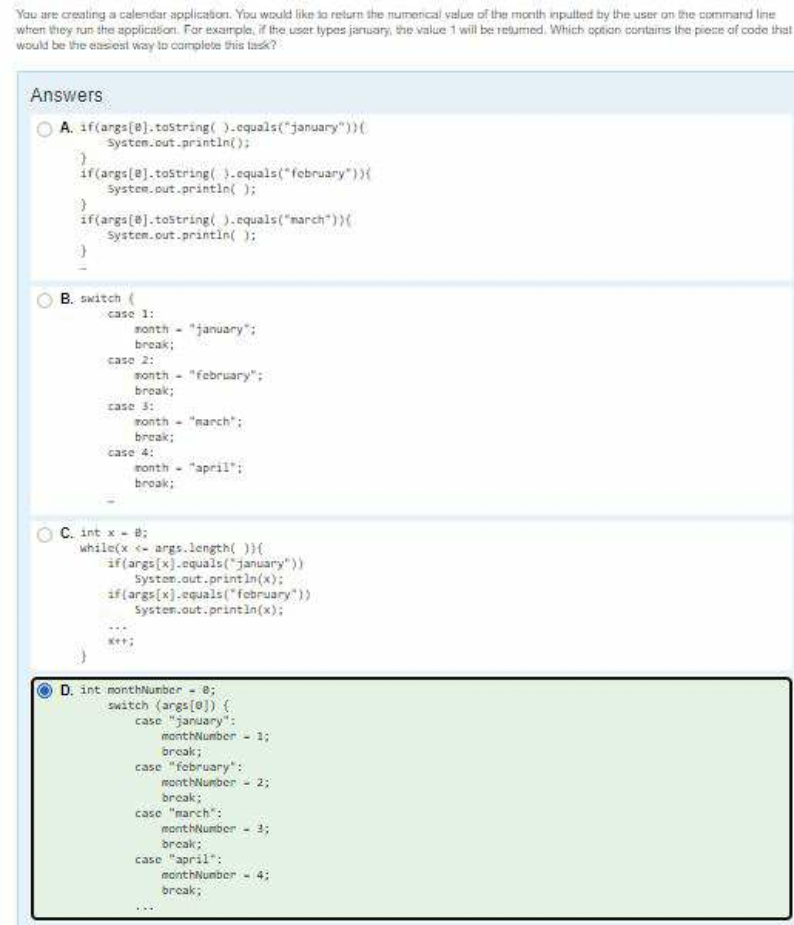 You are creating a calendar application. You would like to return the numerical value of the month inputted by the user on the command line
when they run the application. For example, if the user types january, the value 1 will be returned. Which option contains the piece of code that
would be the easiest way to complete this task?
Answers
A. if(args[0].toString( ).equals("january")){
System.out.println();
}
if(args[0].toString( ).equals("february")){
System.out.println( );
}
if(args[0].toString( ).equals("march")){
System.out.println( );
}
…
B. switch {
case 1:
month = "january";
break;
case 2:
month = "february";
break;
case 3:
month = "march";
break;
case 4:
month = "april";
break;
…
C. int x = 0;
while(x <= args.length( )){
if(args[x].equals("january"))
System.out.println(x);
if(args[x].equals("february"))
System.out.println(x);
...
x++;
}
D. int monthNumber = 0;
switch (args[0]) {
case "january":
monthNumber = 1;
break;
case "february":
monthNumber = 2;
break;
case "march":
monthNumber = 3;
break;
case "april":
monthNumber = 4;
break;
...